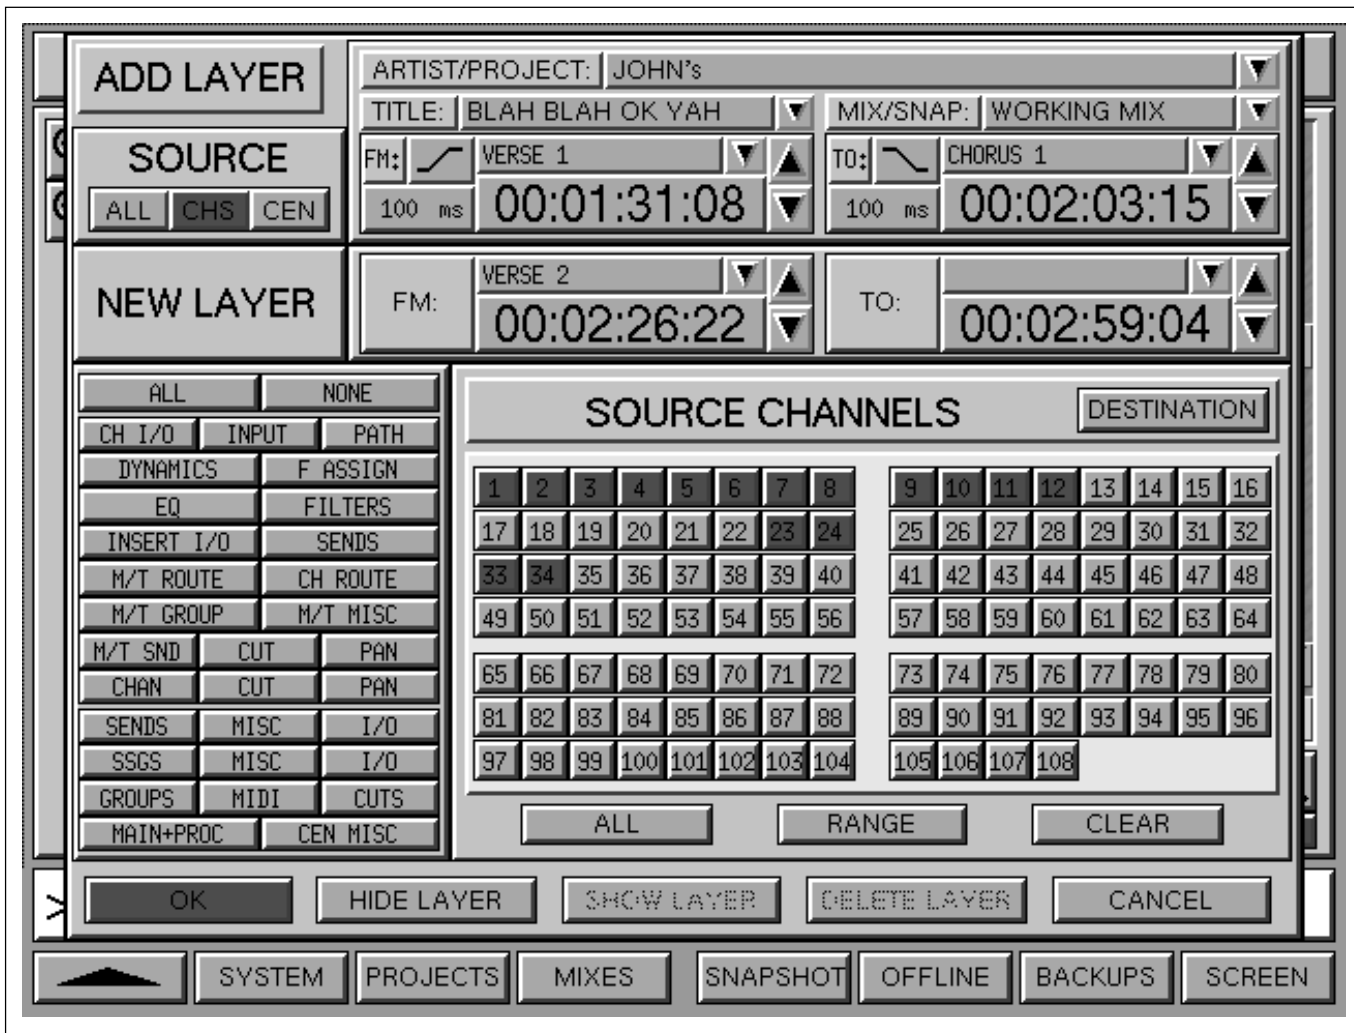 ADD LAYER
ARTIST/PROJECT: JOHN's
TITLE: BLAH BLAH OK YAH
MIX/SNAP: WORKING MIX
SOURCE
ALL CHS CEN
FM: VERSE 1
100 ms 00:01:31:08
TO: CHORUS 1
100 ms 00:02:03:15
NEW LAYER
FM: VERSE 2
00:02:26:22
TO: 00:02:59:04
ALL NONE
CH I/O INPUT PATH
DYNAMICS F ASSIGN
EQ FILTERS
INSERT I/O SENDS
M/T ROUTE CH ROUTE
M/T GROUP M/T MISC
M/T SND CUT PAN
CHAN CUT PAN
SENDS MISC I/O
SSGS MISC I/O
GROUPS MIDI CUTS
MAIN+PROC CEN MISC
SOURCE CHANNELS DESTINATION
1 2 3 4 5 6 7 8 9 10 11 12 13 14 15 16
17 18 19 20 21 22 23 24 25 26 27 28 29 30 31 32
33 34 35 36 37 38 39 40 41 42 43 44 45 46 47 48
49 50 51 52 53 54 55 56 57 58 59 60 61 62 63 64
65 66 67 68 69 70 71 72 73 74 75 76 77 78 79 80
81 82 83 84 85 86 87 88 89 90 91 92 93 94 95 96
97 98 99 100 101 102 103 104 105 106 107 108
ALL RANGE CLEAR
OK HIDE LAYER SHOW LAYER DELETE LAYER CANCEL
>
SYSTEM PROJECTS MIXES SNAPSHOT OFFLINE BACKUPS SCREEN